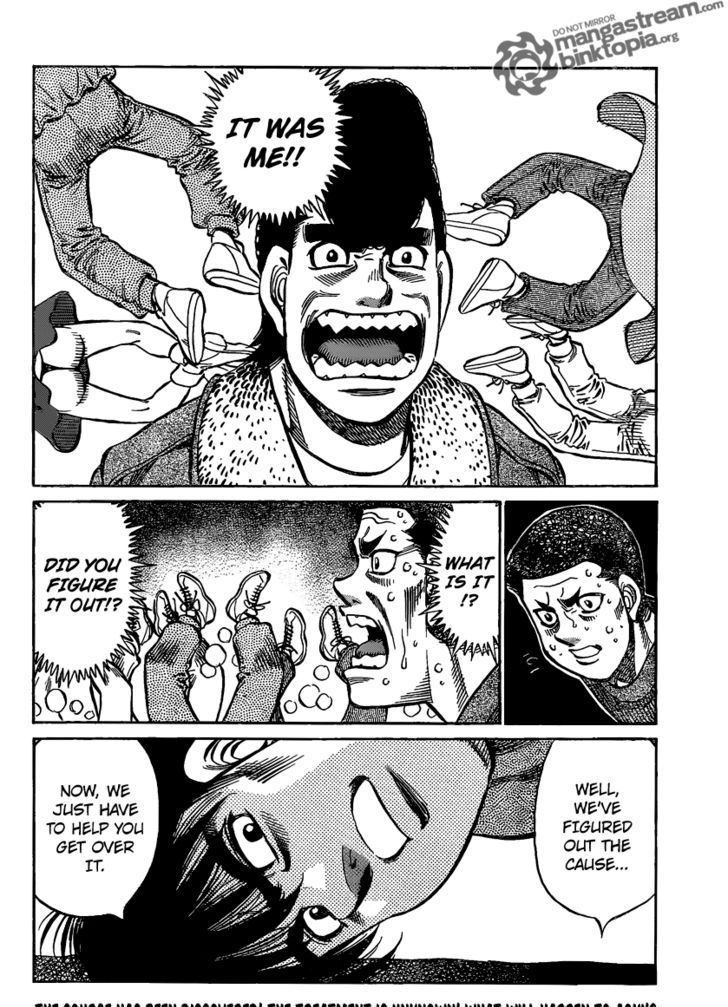 DO NOT MIRROR
mangastream.com
binktopia.org
IT WAS
ME!!
WHAT
IS IT
!?
DID YOU
FIGURE
IT OUT!?
WELL,
WE'VE
FIGURED
OUT THE
CAUSE...
NOW, WE
JUST HAVE
TO HELP YOU
GET OVER
IT.